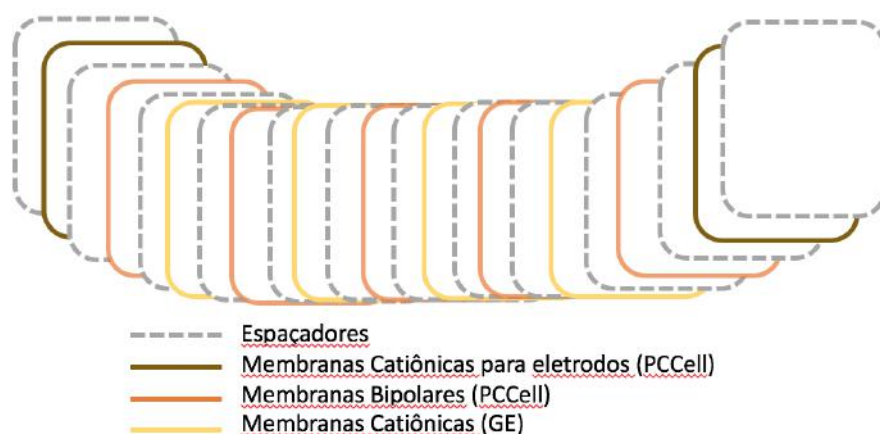 Espaçadores
Membranas Catiônicas para eletrodos (PCCell)
Membranas Bipolares (PCCell)
Membranas Catiônicas (GE)